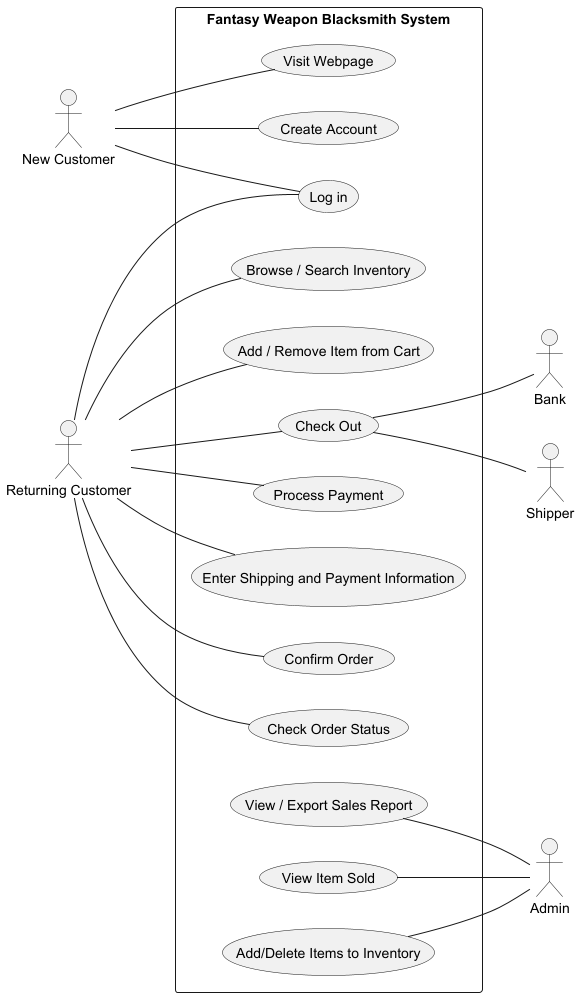 Fantasy Weapon Blacksmith System
Visit Webpage
New Customer
Create Account
Log in
Browse / Search Inventory
Add / Remove Item from Cart
Bank
Check Out
Returning Customer
Process Payment
Shipper
Enter Shipping and Payment Information
Confirm Order
Check Order Status
View / Export Sales Report
View Item Sold
Admin
Add/Delete Items to Inventory